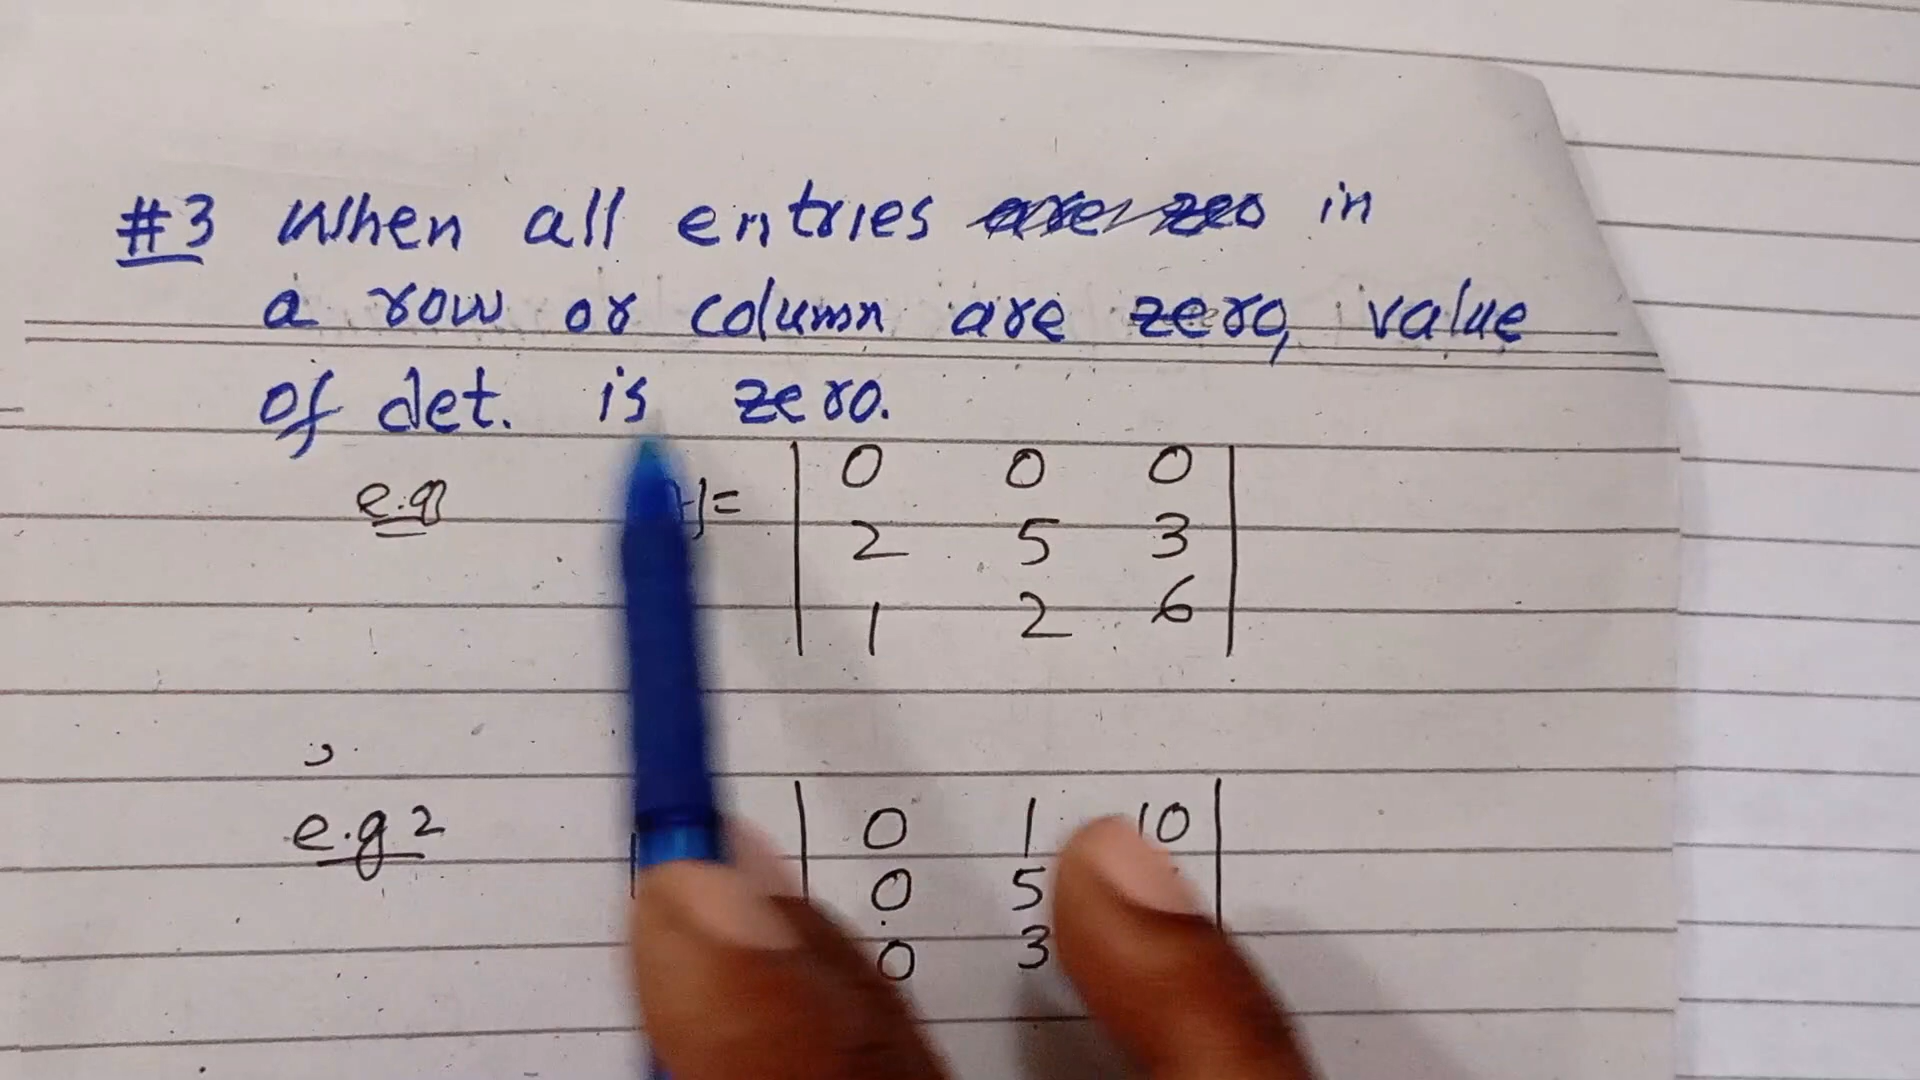 #3 When all entries in
a row or column are zero, value
of det. is zero.
e.g = 0 0 0
2 5 3
1 2 6
e.g 2 0 1 10
0 5
0 3